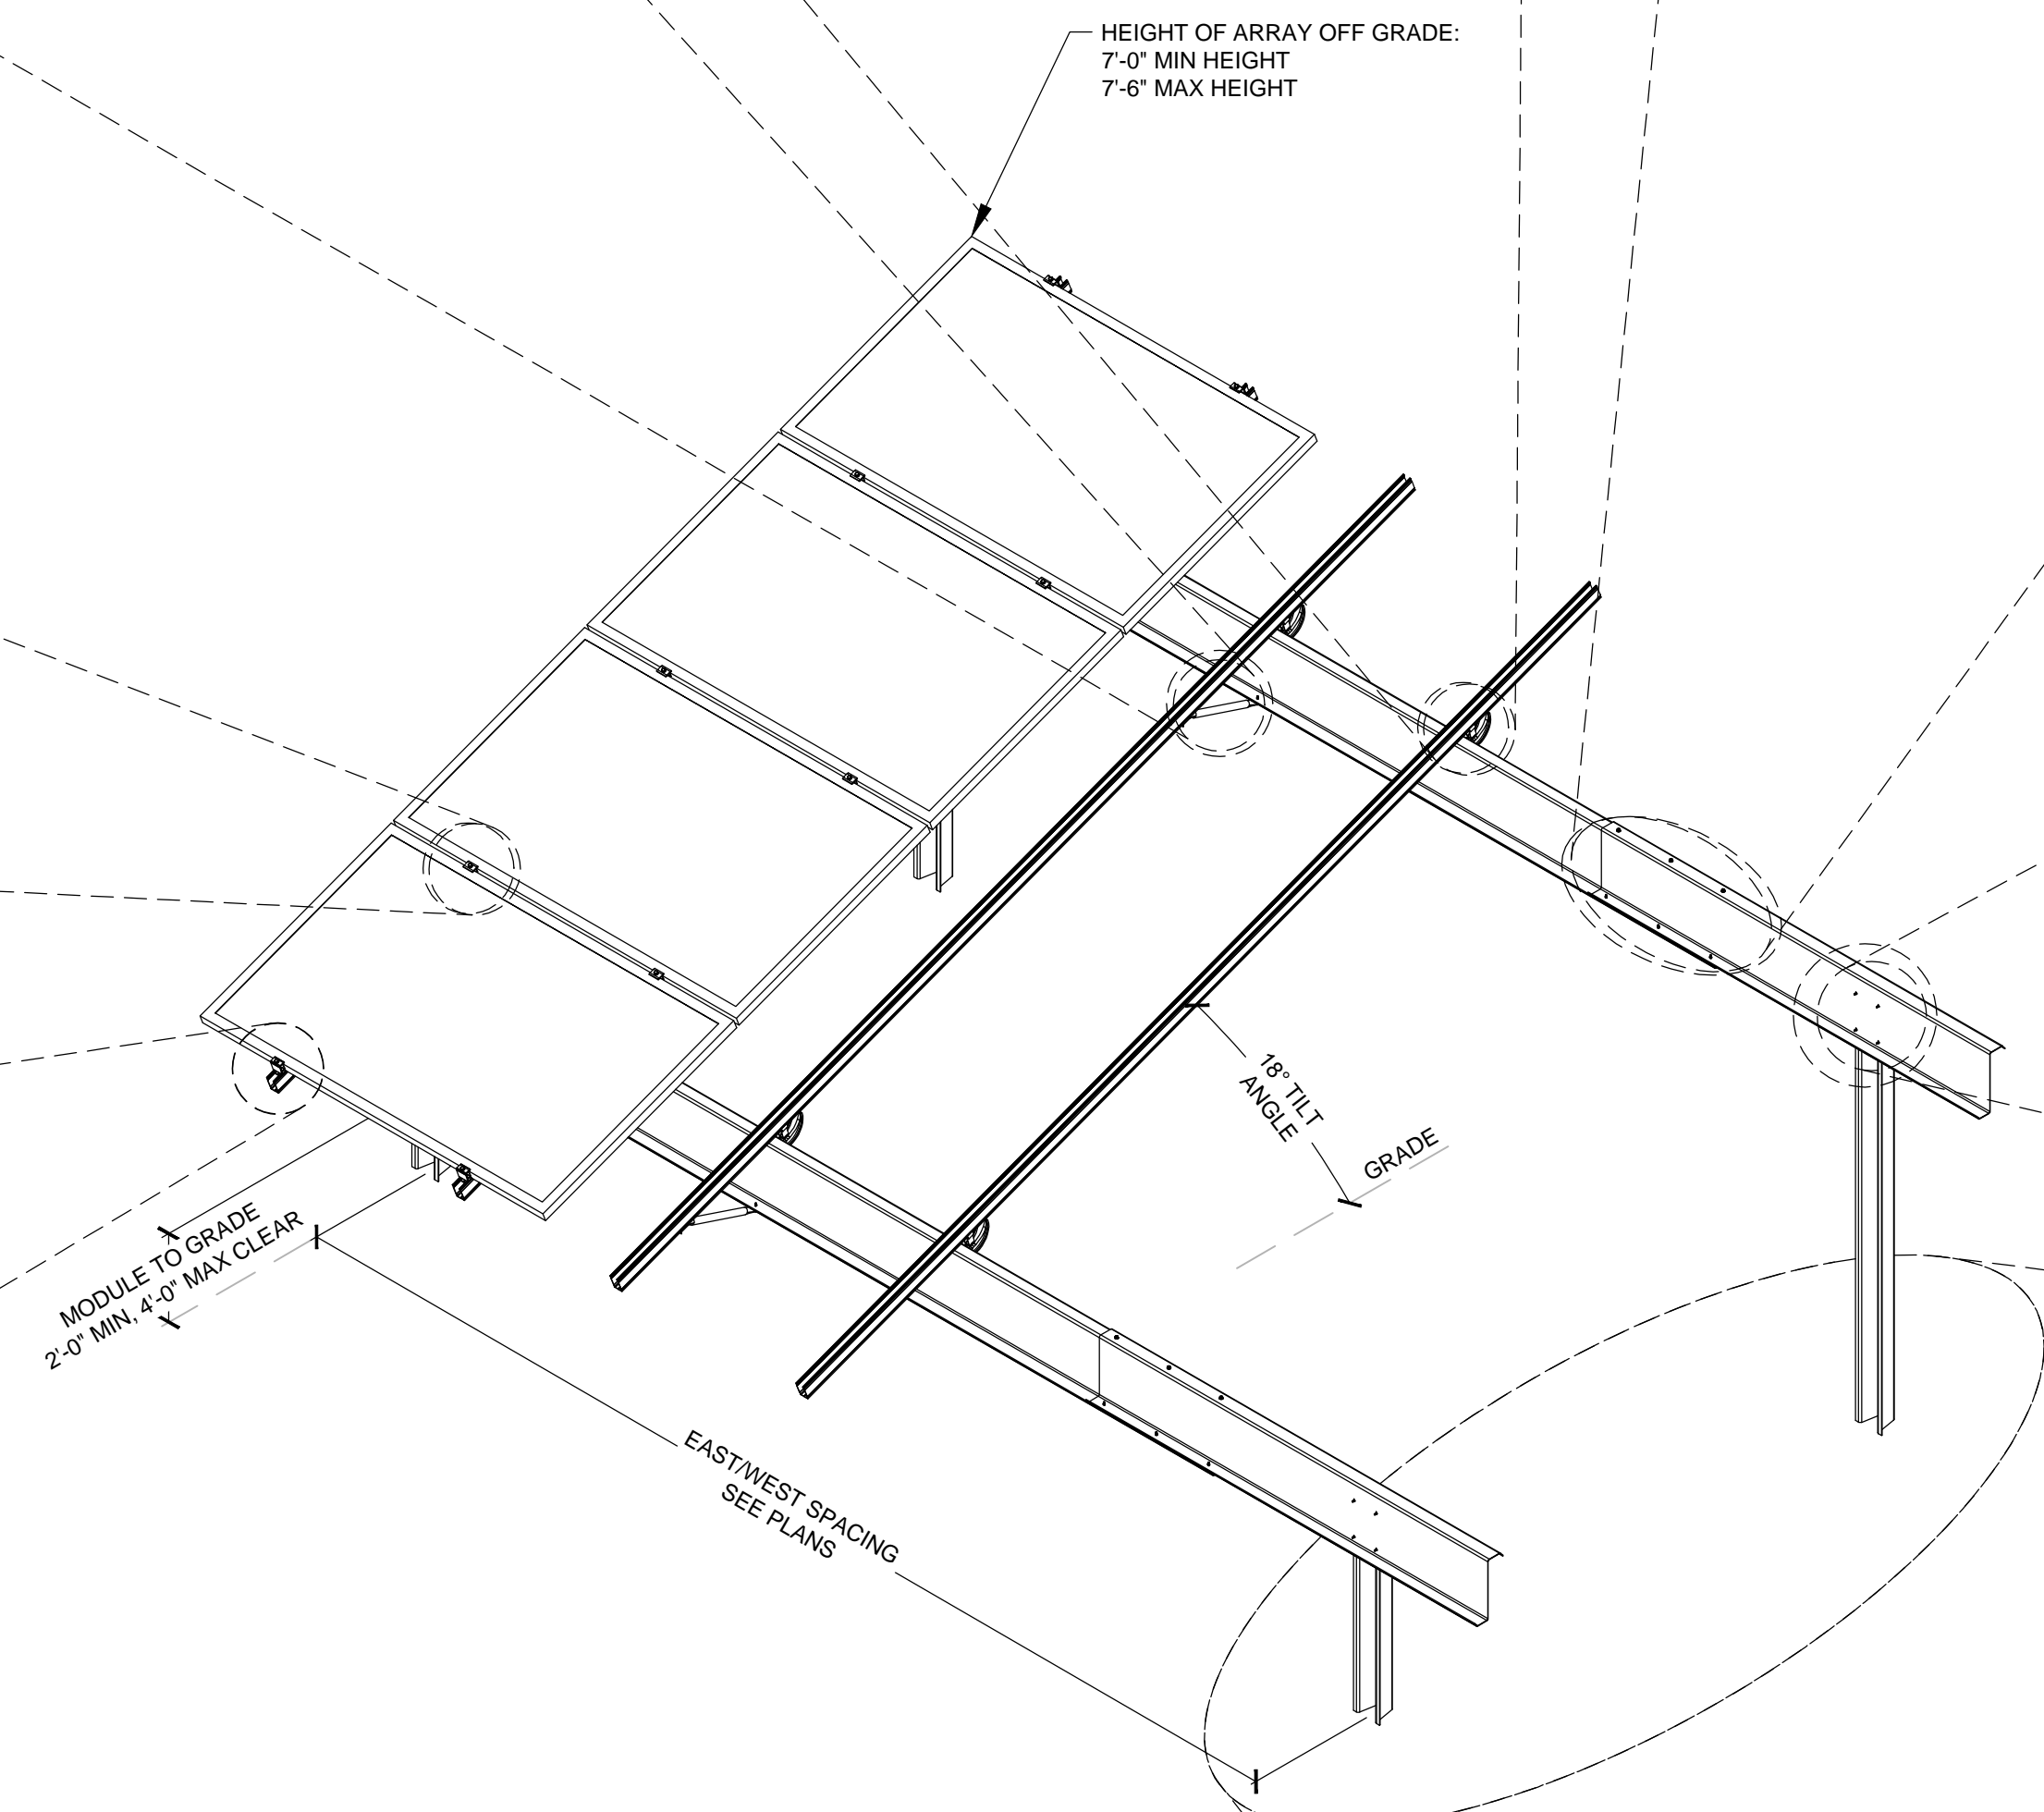 HEIGHT OF ARRAY OFF GRADE:
7'-0" MIN HEIGHT
7'-6" MAX HEIGHT
18° TILT
ANGLE
GRADE
MODULE TO GRADE
2'-0" MIN, 4'-0" MAX CLEAR
EAST/WEST SPACING
SEE PLANS